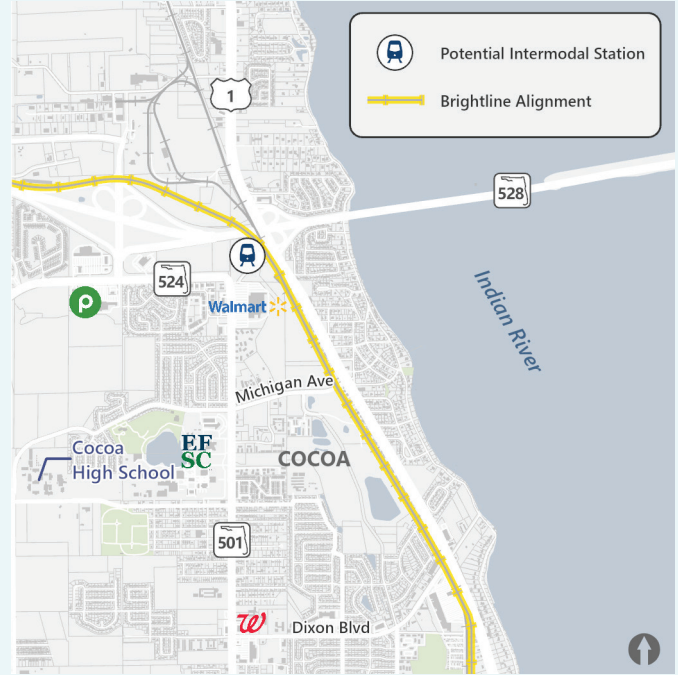 Potential Intermodal Station
Brightline Alignment
1
528
524
Indian River
Walmart
Michigan Ave
Cocoa
High School
EF
SC
COCOA
501
W
Dixon Blvd
p